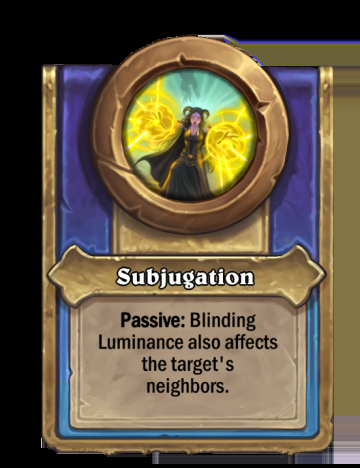 Subjugation
Passive: Blinding
Luminance also affects
the target's
neighbors.